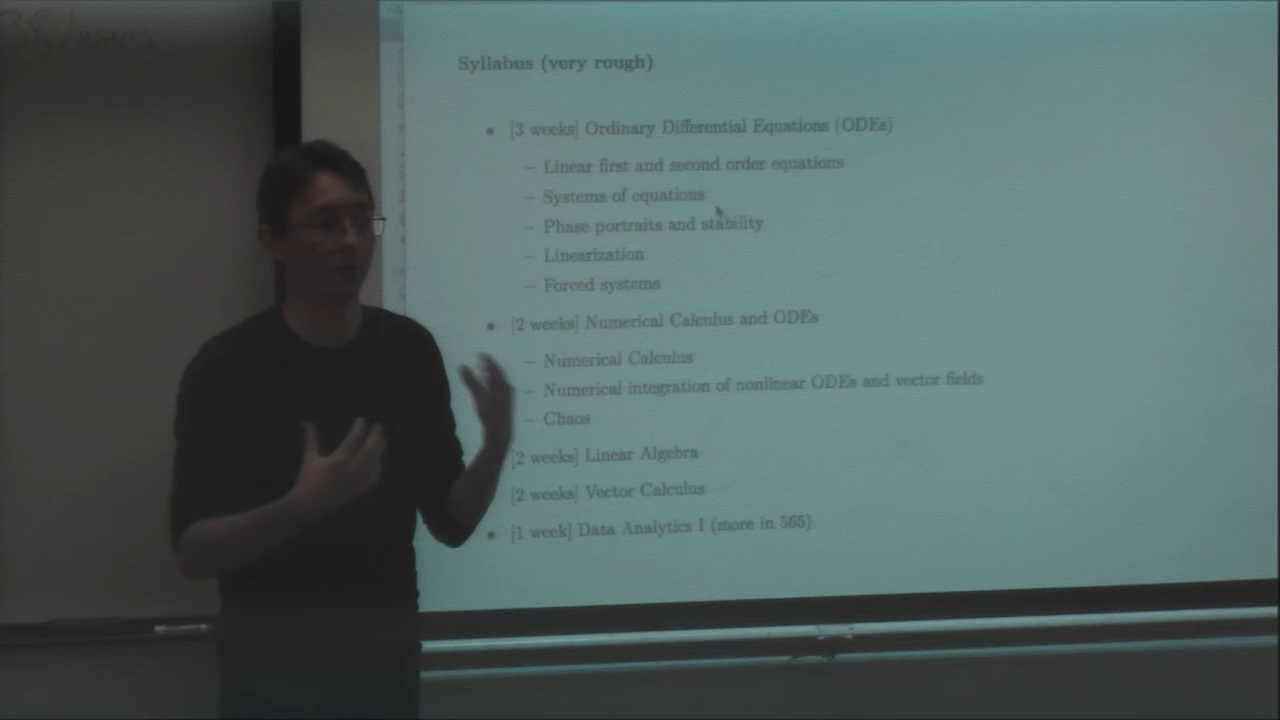 Syllabus (very rough)
• [3 weeks] Ordinary Differential Equations (ODEs)
– Linear first and second order equations
– Systems of equations
– Phase portraits and stability
– Linearization
– Forced systems
• [2 weeks] Numerical Calculus and ODEs
– Numerical Calculus
– Numerical integration of nonlinear ODEs and vector fields
– Chaos
[2 weeks] Linear Algebra
[2 weeks] Vector Calculus
• [1 week] Data Analytics I (more in 565)